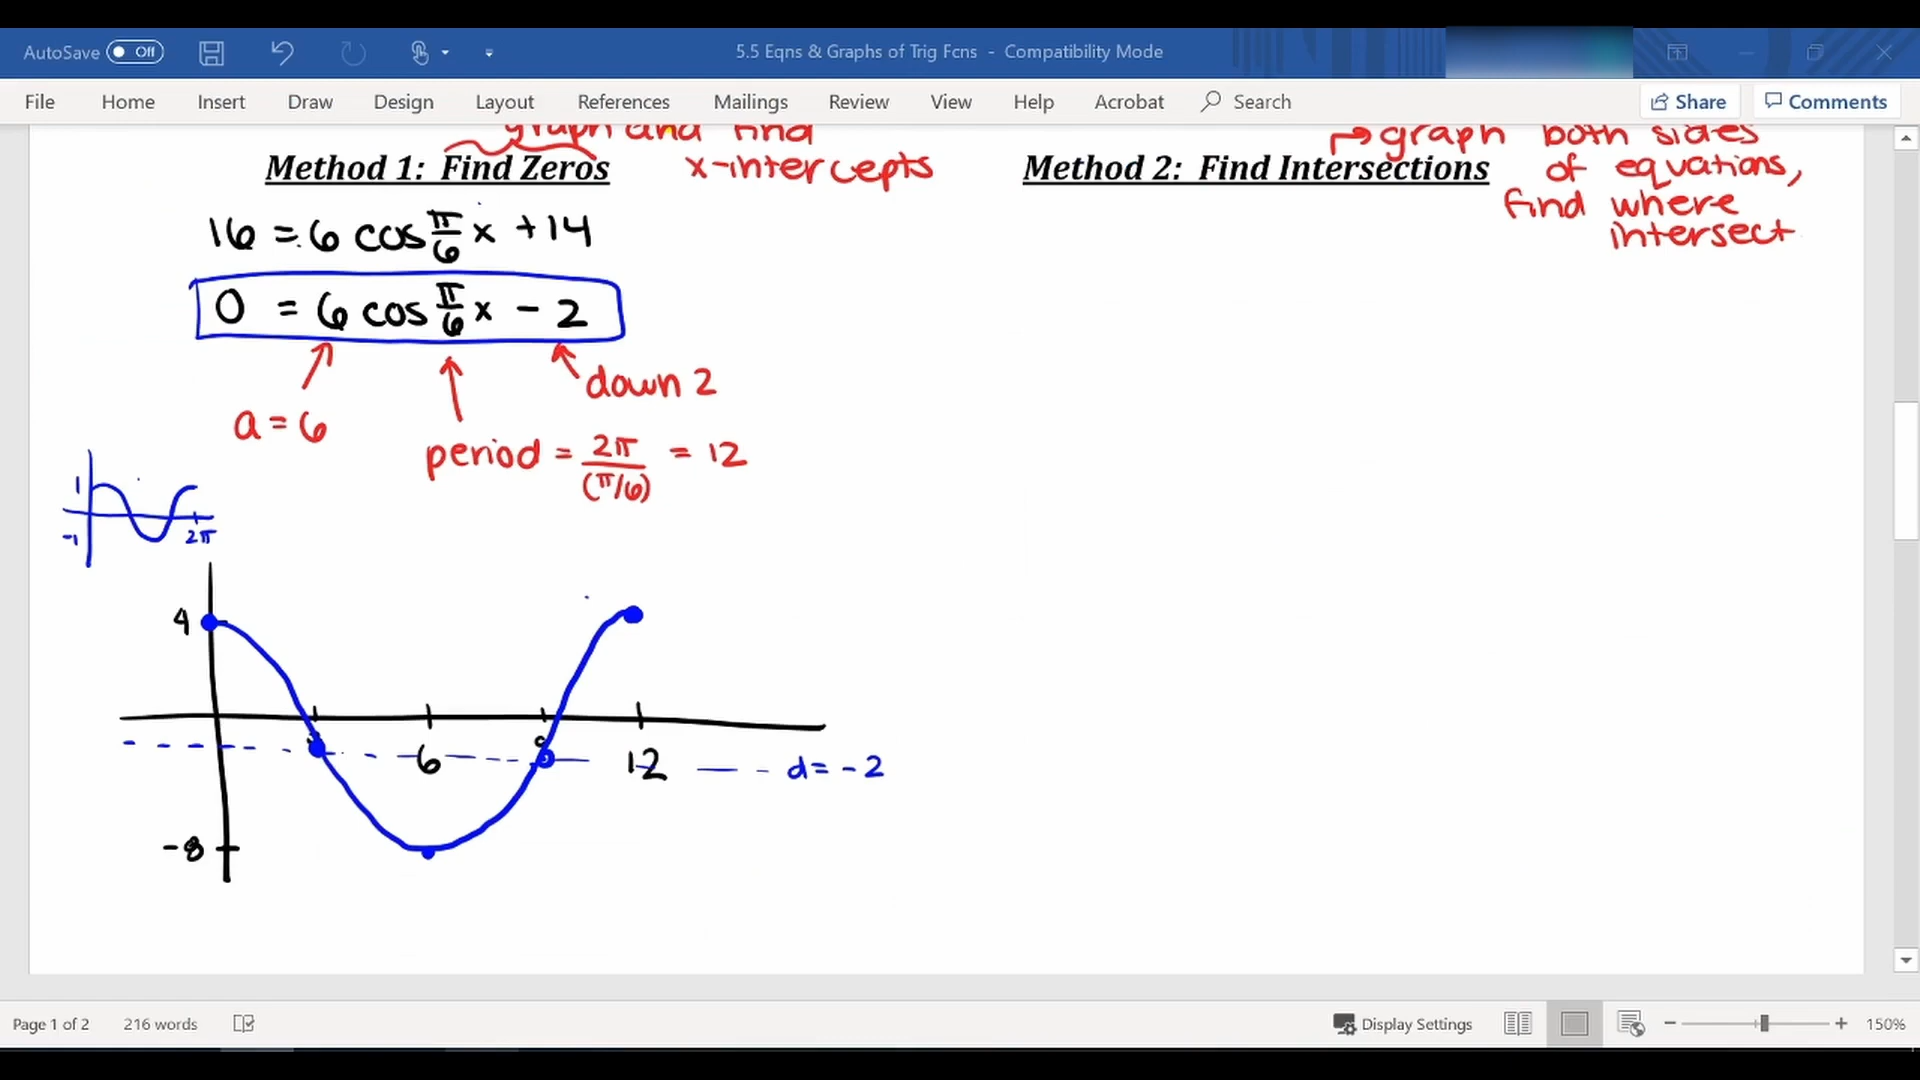 AutoSave Off
5.5 Eqns & Graphs of Trig Fcns - Compatibility Mode
File Home Insert Draw Design Layout References Mailings Review View Help Acrobat Search Share Comments
graph and find
x-intercepts
Method 1: Find Zeros
16 = 6 cos π/6 x + 14
0 = 6 cos π/6 x - 2
a = 6
down 2
period = 2π/(π/6) = 12
1
-1
2π
4
6
9
12
-8
d = -2
Method 2: Find Intersections
→ graph both sides
of equations,
find where
intersect
Page 1 of 2 216 words
Display Settings
150%